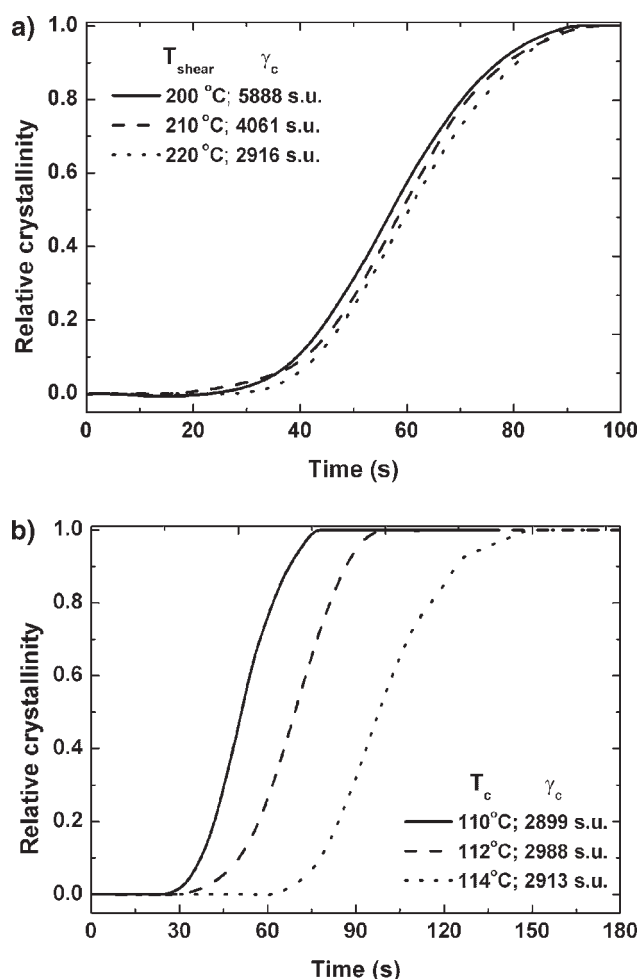 a)
1.0
0.8
0.6
0.4
0.2
0.0
Relative crystallinity
T_shear γ_c
200 °C; 5888 s.u.
210 °C; 4061 s.u.
220 °C; 2916 s.u.
0 20 40 60 80 100
Time (s)
b)
1.0
0.8
0.6
0.4
0.2
0.0
Relative crystallinity
T_c γ_c
110°C; 2899 s.u.
112°C; 2988 s.u.
114°C; 2913 s.u.
0 30 60 90 120 150 180
Time (s)